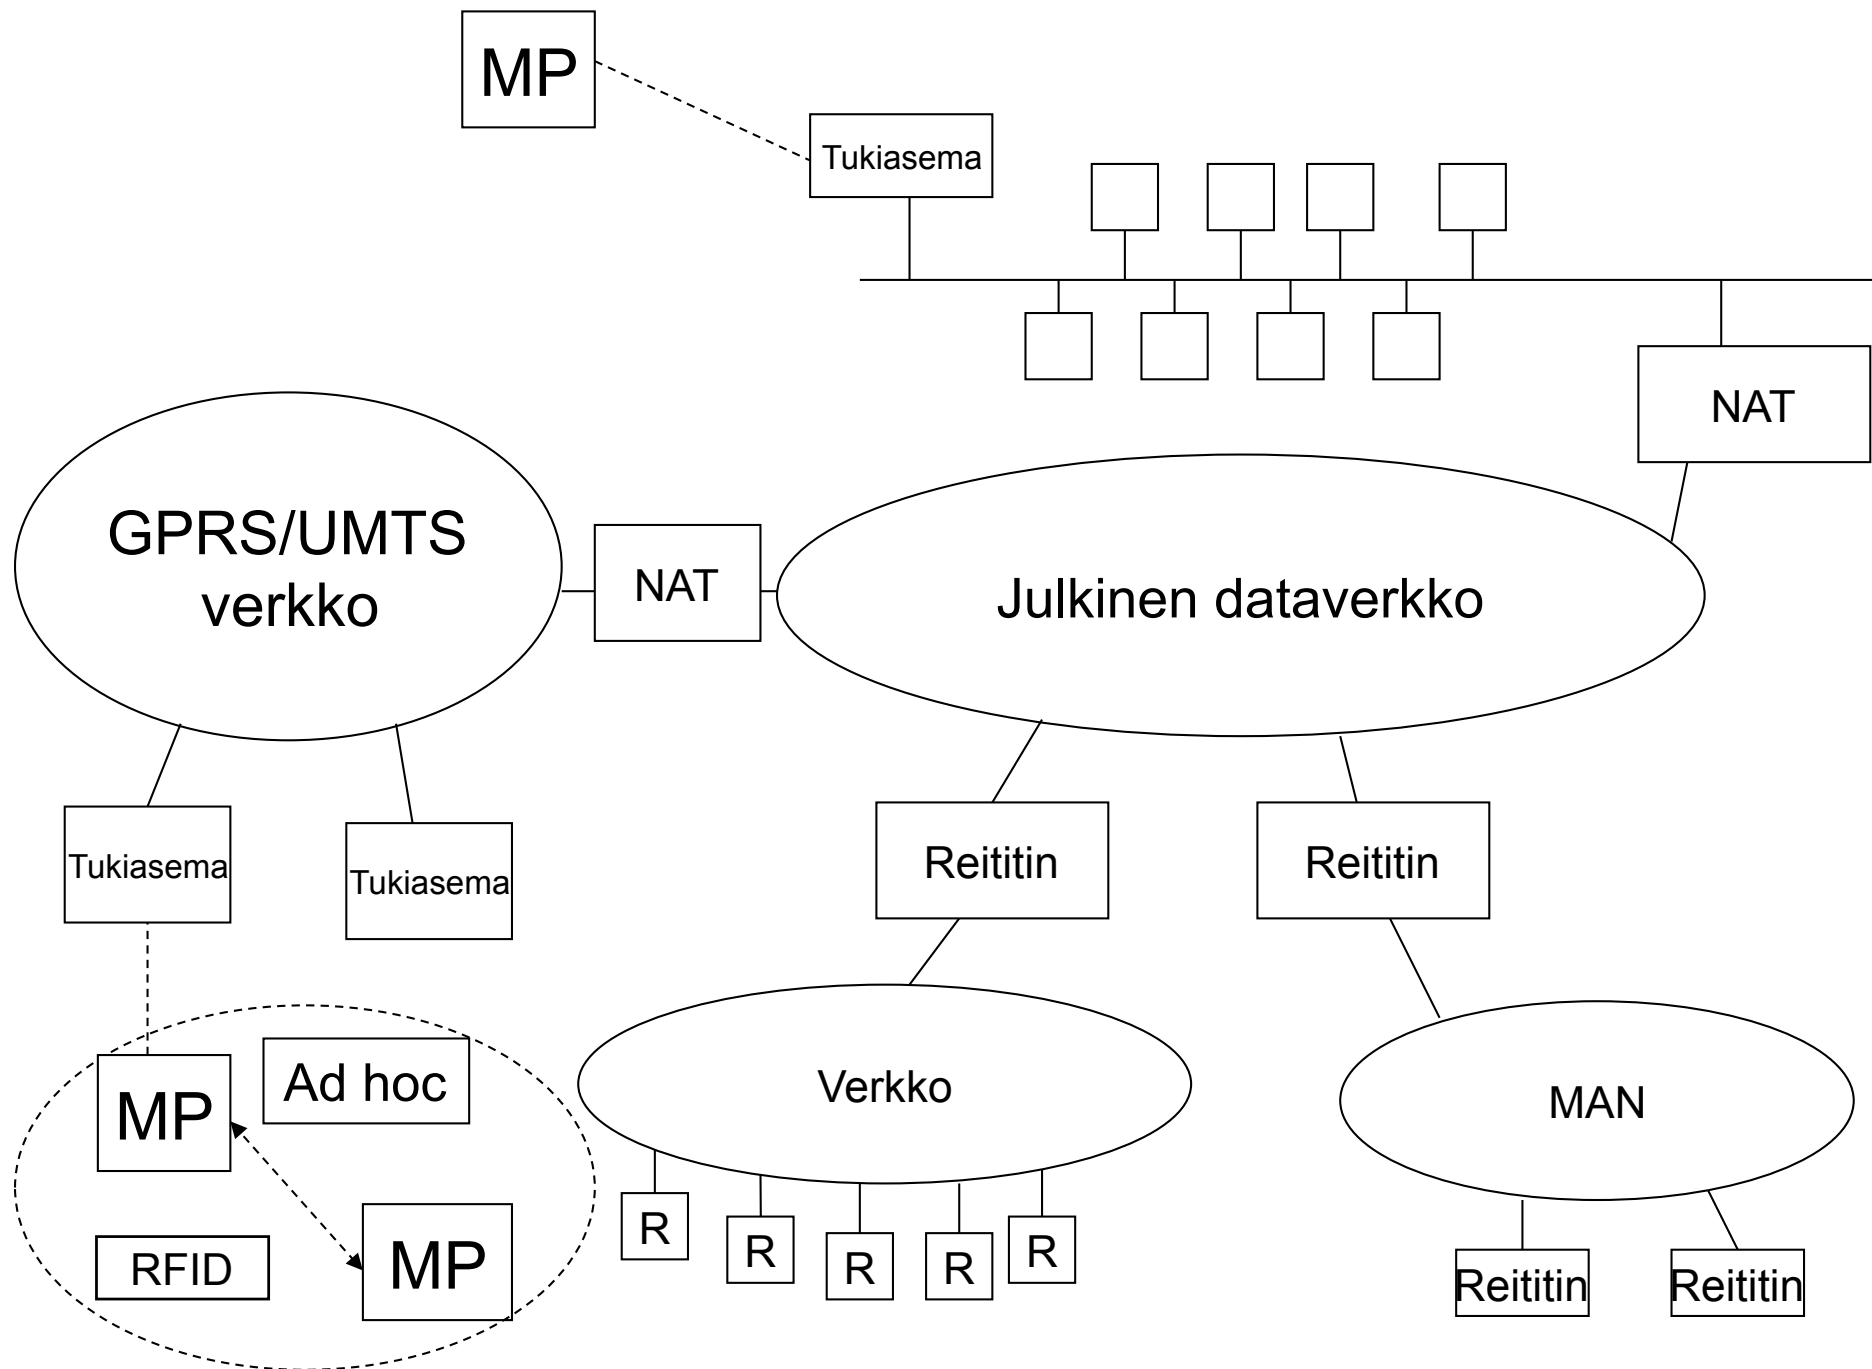 MP
Tukiasema
NAT
GPRS/UMTS
verkko
NAT
Julkinen dataverkko
Tukiasema
Tukiasema
Reititin
Reititin
MP
Ad hoc
Verkko
MAN
RFID
MP
R
R
R
R
R
Reititin
Reititin